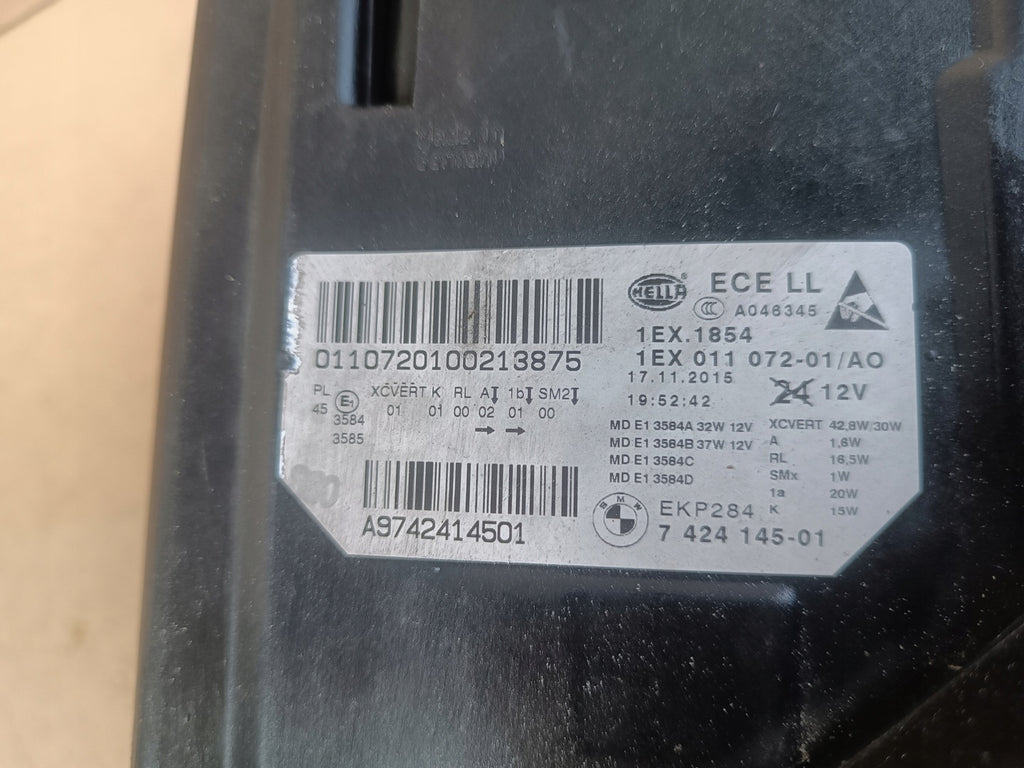 Made in
Germany
HELLA
ECE LL
CCC A046345
1EX.1854
0110720100213875
1EX 011 072-01/AO
17.11.2015
24 12V
19:52:42
PL E1 XCVERT K RL A 1b SM2
45 01 01 00 02 01 00
3584
3585
MD E1 3584A 32W 12V
MD E1 3584B 37W 12V
MD E1 3584C
MD E1 3584D
XCVERT 42,8W/30W
A 1,8W
RL 16,5W
SMx 1W
1a 20W
K 15W
A9742414501
BMW
EKP284
7 424 145-01